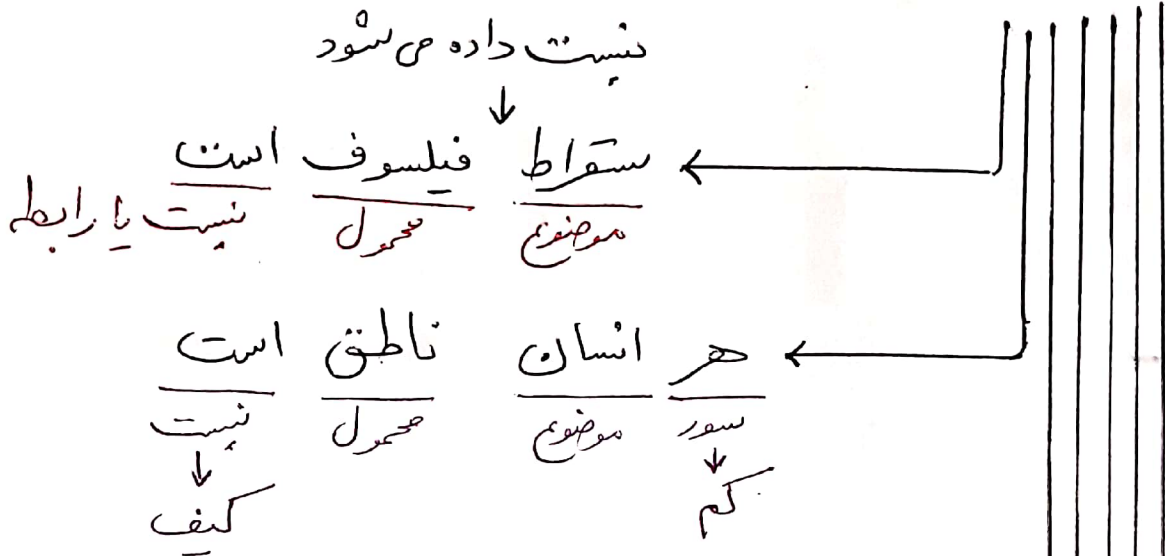 نسبت داده می‌شود
سقراط فیلسوف است
موضوع محمول نسبت یا رابطه
هر انسان ناطق است
سور موضوع محمول نسبت
کم کیف